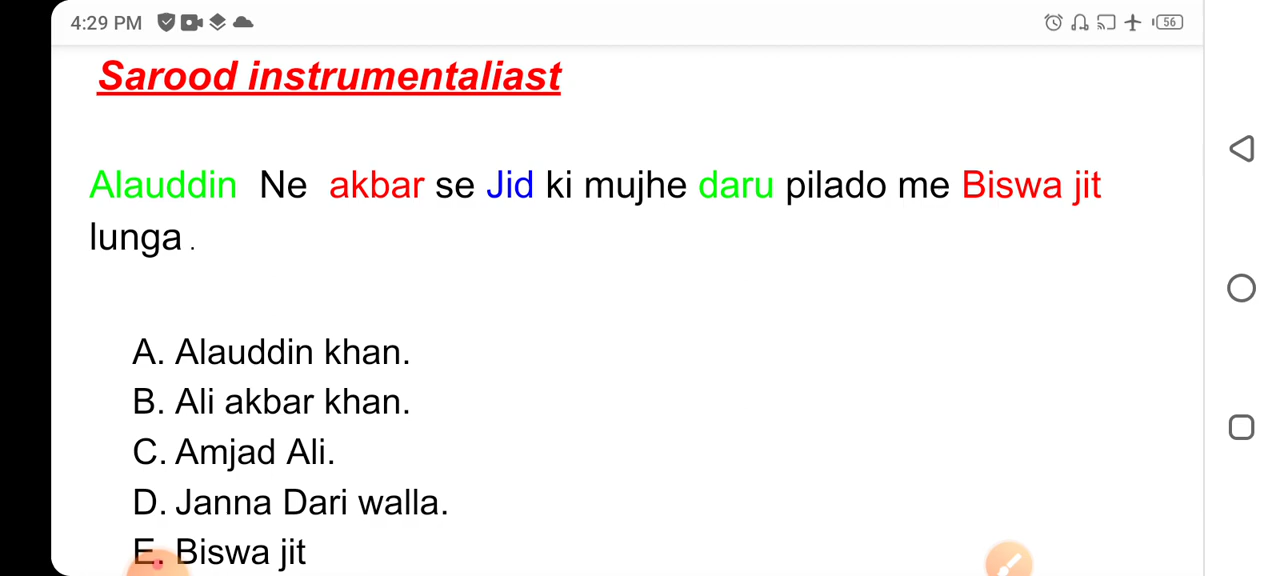 4:29 PM
56
Sarood instrumentaliast
Alauddin Ne akbar se Jid ki mujhe daru pilado me Biswa jit
lunga .
A. Alauddin khan.
B. Ali akbar khan.
C. Amjad Ali.
D. Janna Dari walla.
E. Biswa jit